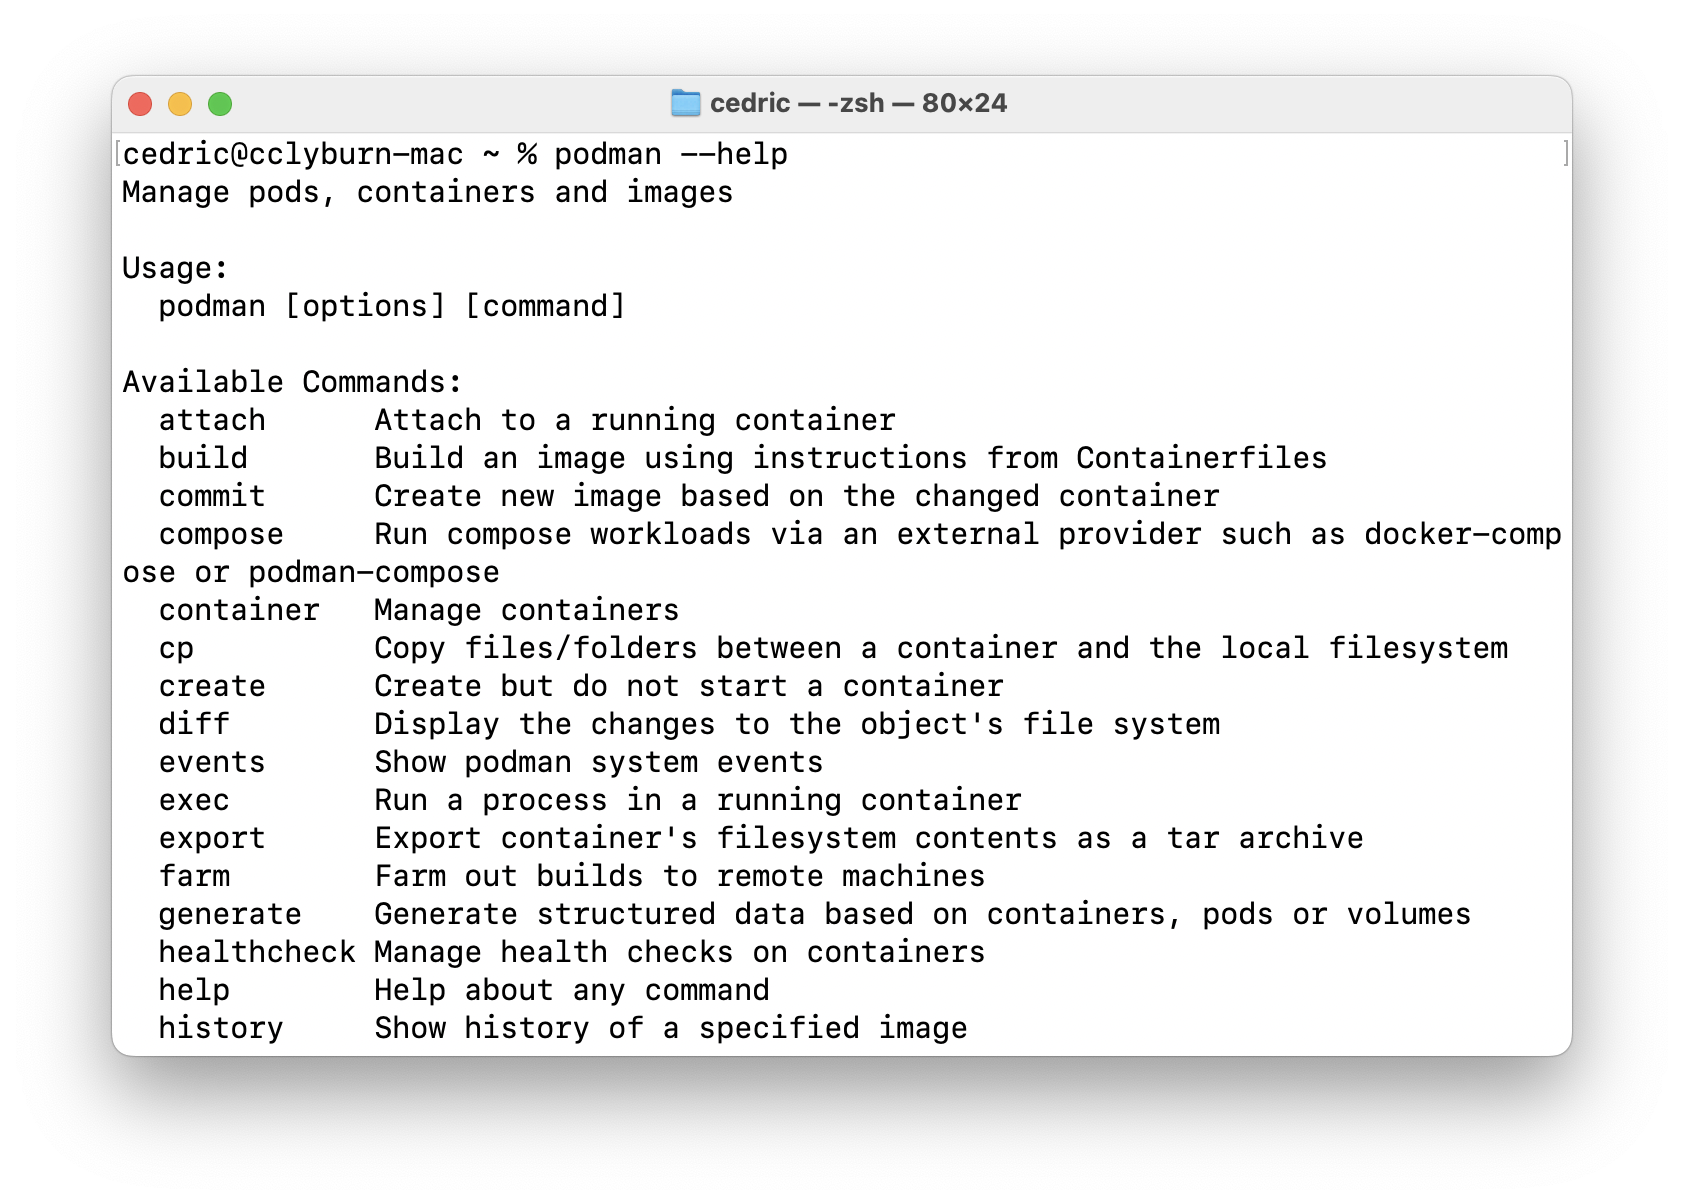 cedric — -zsh — 80×24
[cedric@cclyburn-mac ~ % podman --help ]
Manage pods, containers and images

Usage:
  podman [options] [command]

Available Commands:
  attach      Attach to a running container
  build       Build an image using instructions from Containerfiles
  commit      Create new image based on the changed container
  compose     Run compose workloads via an external provider such as docker-comp
ose or podman-compose
  container   Manage containers
  cp          Copy files/folders between a container and the local filesystem
  create      Create but do not start a container
  diff        Display the changes to the object's file system
  events      Show podman system events
  exec        Run a process in a running container
  export      Export container's filesystem contents as a tar archive
  farm        Farm out builds to remote machines
  generate    Generate structured data based on containers, pods or volumes
  healthcheck Manage health checks on containers
  help        Help about any command
  history     Show history of a specified image